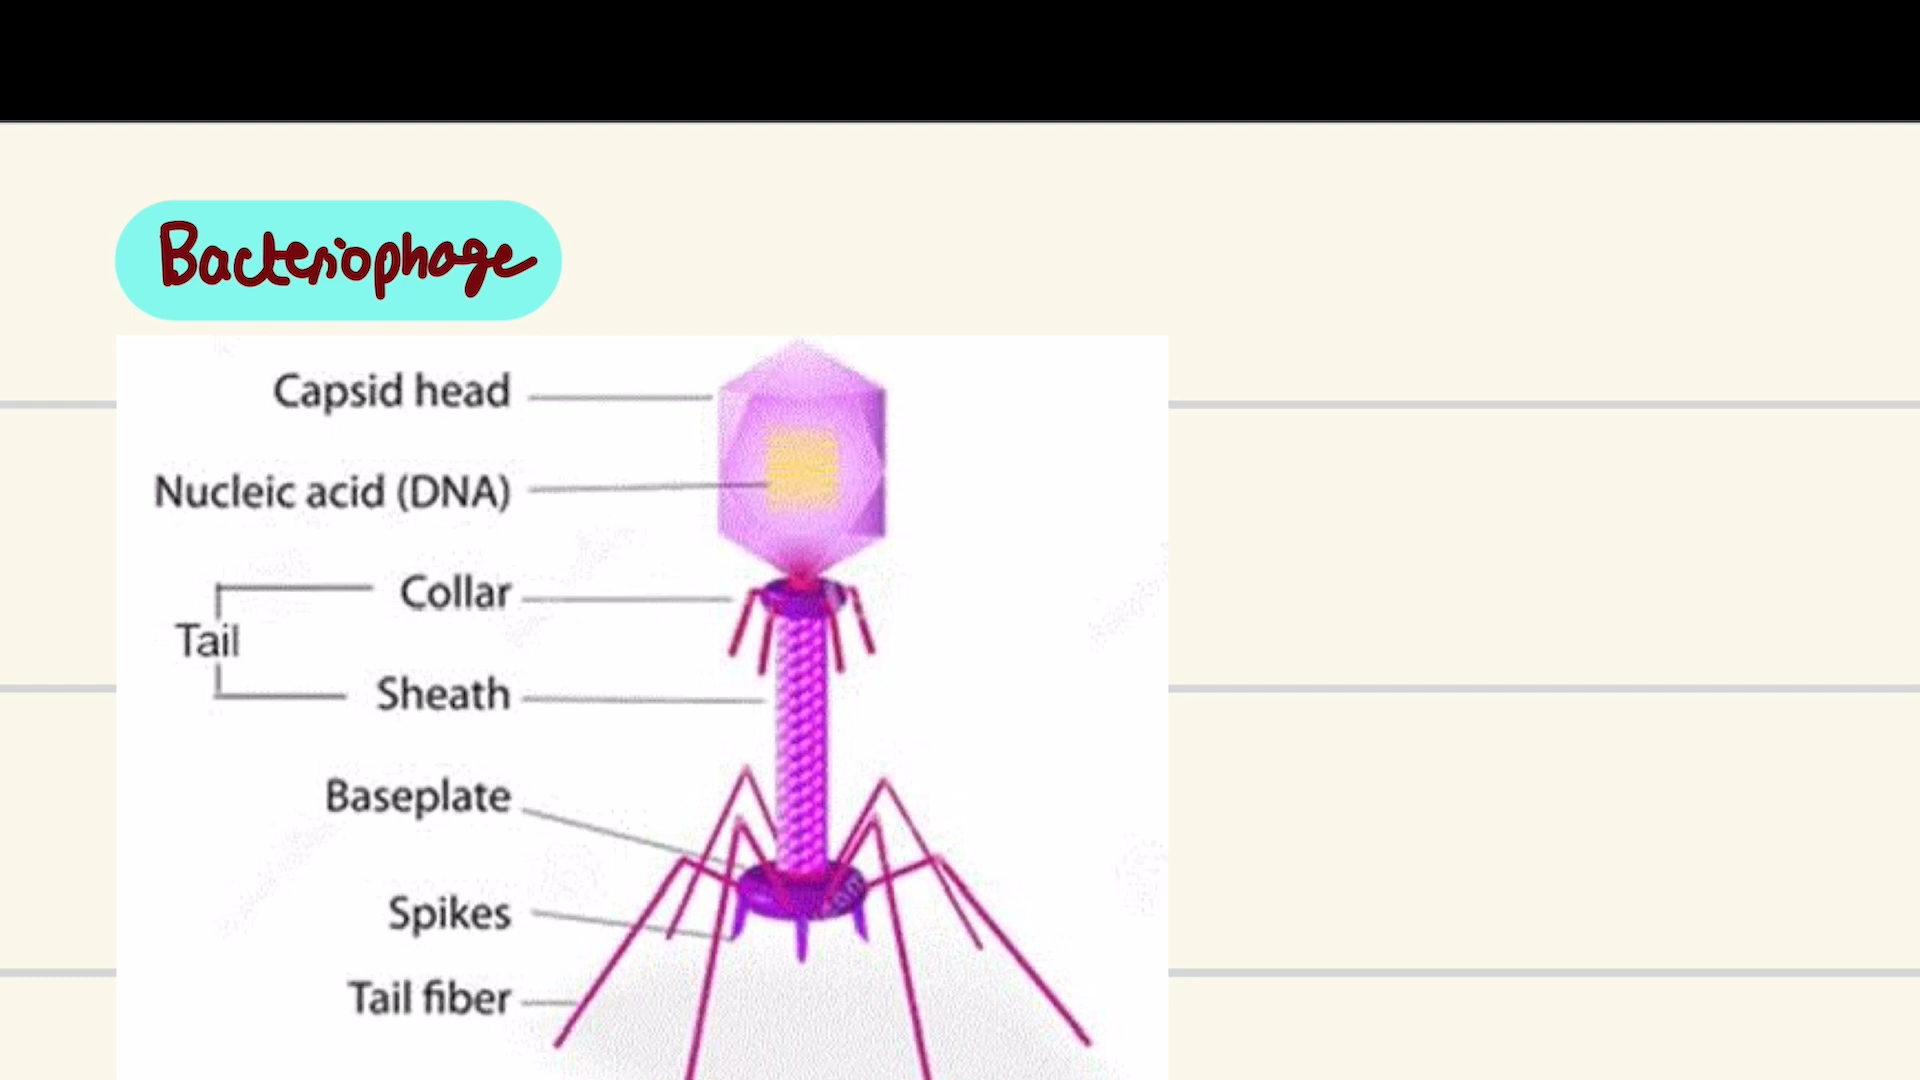 Bacteriophage
Capsid head
Nucleic acid (DNA)
Collar
Tail
Sheath
Baseplate
Spikes
Tail fiber